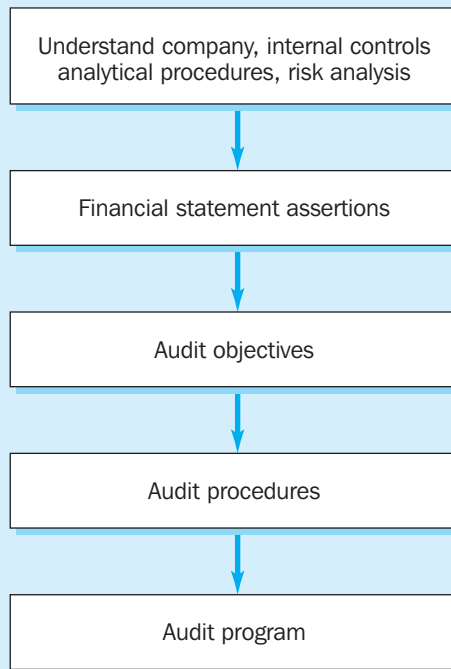 Understand company, internal controls
analytical procedures, risk analysis
Financial statement assertions
Audit objectives
Audit procedures
Audit program